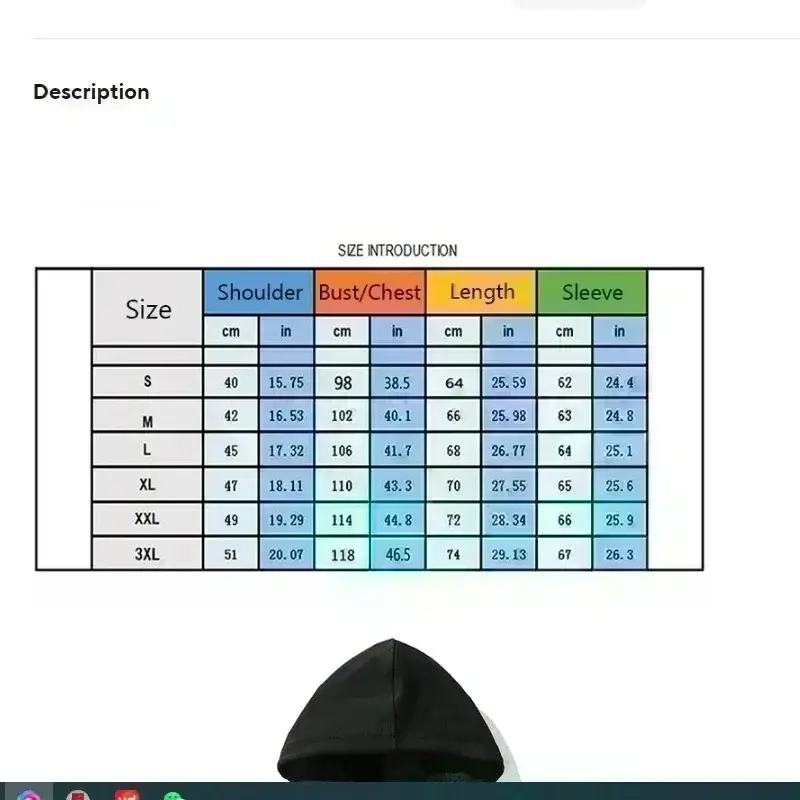 Description
SIZE INTRODUCTION
Size Shoulder Bust/Chest Length Sleeve
cm in cm in cm in cm in
S 40 15.75 98 38.5 64 25.59 62 24.4
M 42 16.53 102 40.1 66 25.98 63 24.8
L 45 17.32 106 41.7 68 26.77 64 25.1
XL 47 18.11 110 43.3 70 27.55 65 25.6
XXL 49 19.29 114 44.8 72 28.34 66 25.9
3XL 51 20.07 118 46.5 74 29.13 67 26.3